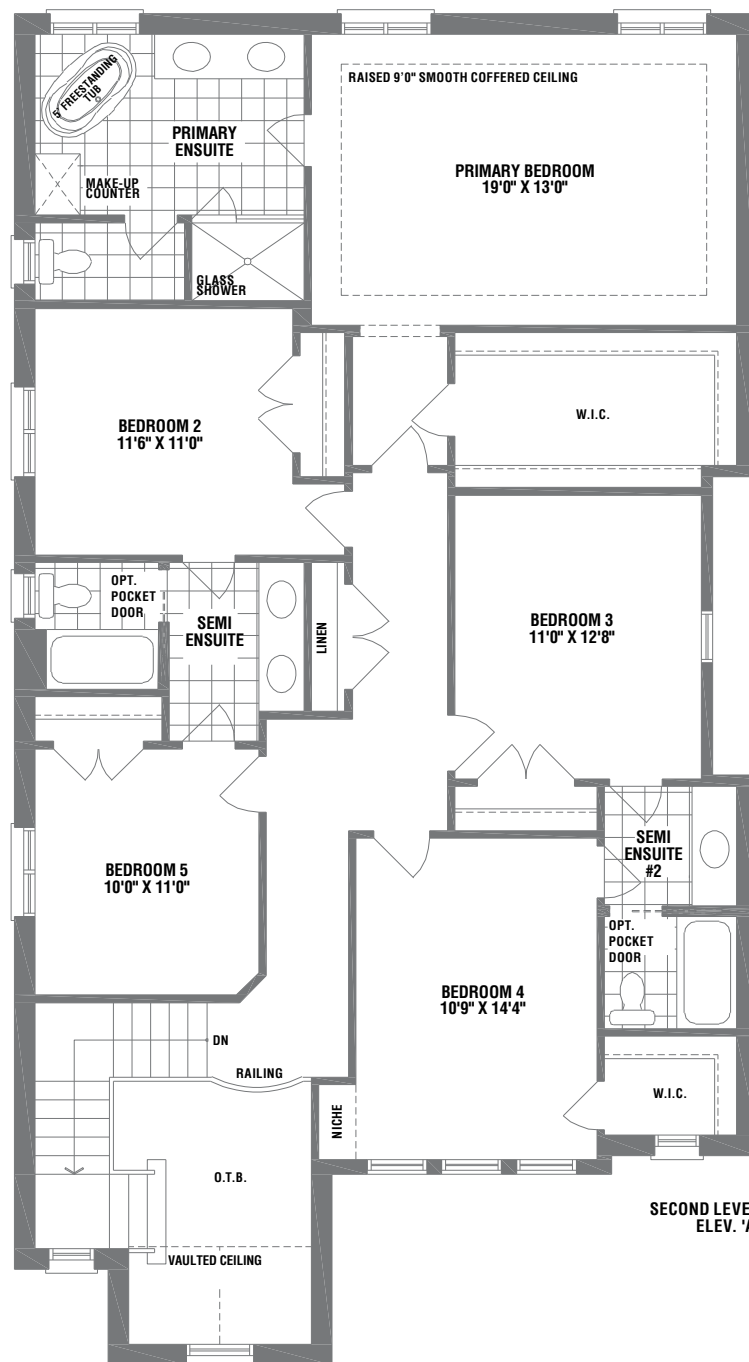 RAISED 9'0" SMOOTH COFFERED CEILING
5' FREESTANDING
TUB
PRIMARY
ENSUITE
PRIMARY BEDROOM
19'0" X 13'0"
MAKE-UP
COUNTER
GLASS
SHOWER
BEDROOM 2
11'6" X 11'0"
W.I.C.
OPT.
POCKET
DOOR
SEMI
ENSUITE
LINEN
BEDROOM 3
11'0" X 12'8"
SEMI
ENSUITE
#2
BEDROOM 5
10'0" X 11'0"
OPT.
POCKET
DOOR
BEDROOM 4
10'9" X 14'4"
DN
RAILING
NICHE
W.I.C.
O.T.B.
SECOND LEVE
ELEV. 'A
VAULTED CEILING